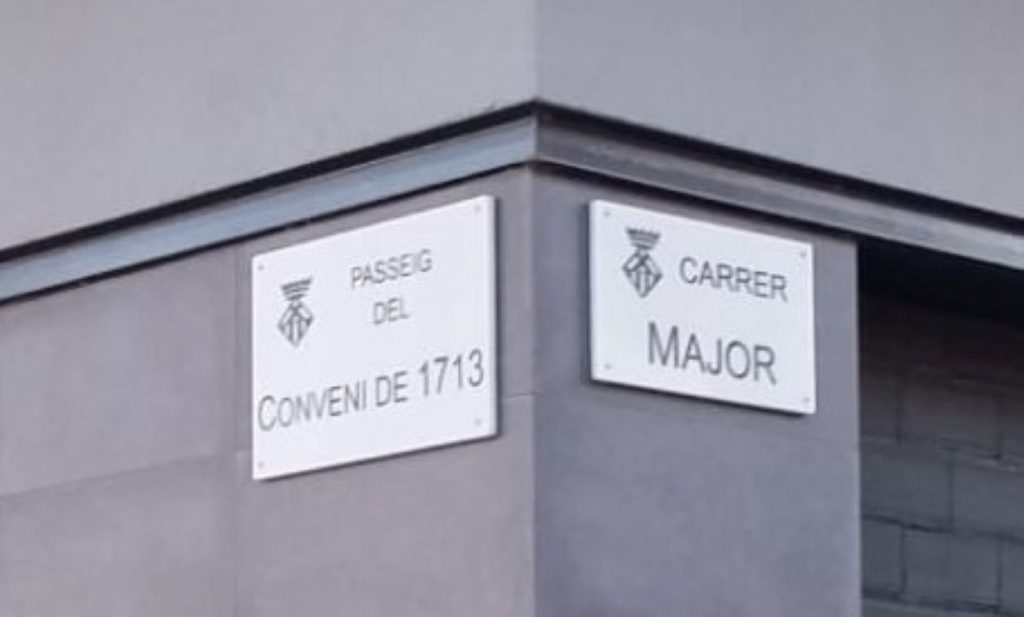 PASSEIG
DEL
CONVENI DE 1713
CARRER
MAJOR